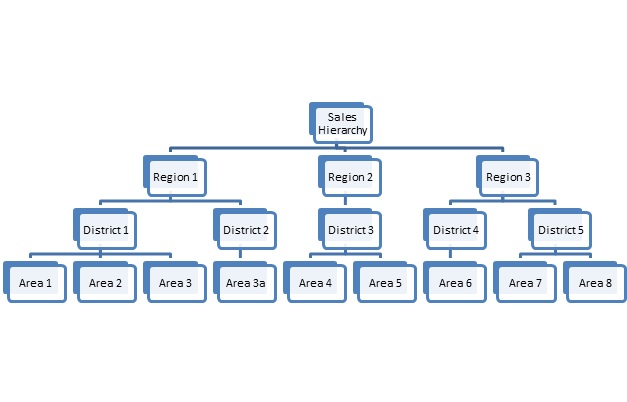 Sales
Hierarchy
Region 1
Region 2
Region 3
District 1
District 2
District 3
District 4
District 5
Area 1
Area 2
Area 3
Area 3a
Area 4
Area 5
Area 6
Area 7
Area 8